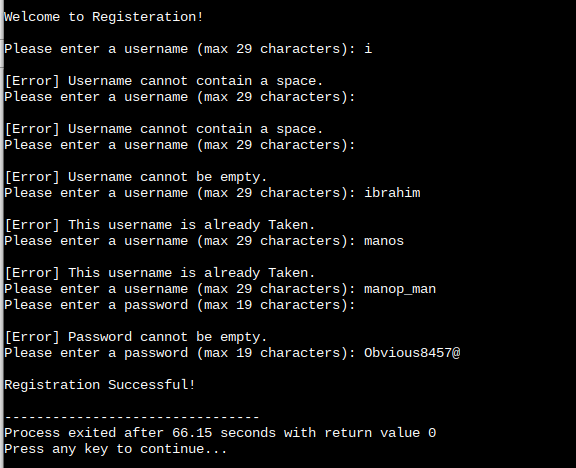 Welcome to Registeration!
Please enter a username (max 29 characters): i
[Error] Username cannot contain a space.
Please enter a username (max 29 characters):
[Error] Username cannot contain a space.
Please enter a username (max 29 characters):
[Error] Username cannot be empty.
Please enter a username (max 29 characters): ibrahim
[Error] This username is already Taken.
Please enter a username (max 29 characters): manos
[Error] This username is already Taken.
Please enter a username (max 29 characters): manop_man
Please enter a password (max 19 characters):
[Error] Password cannot be empty.
Please enter a password (max 19 characters): Obvious8457@
Registration Successful!
--------------------------------
Process exited after 66.15 seconds with return value 0
Press any key to continue...